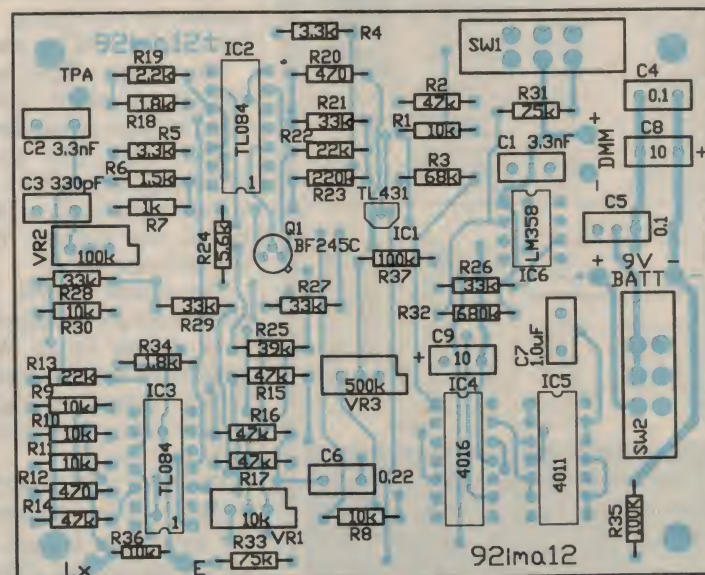 92lma12t
3.3k R4
IC2
SW1
R19
2.2k
R20
470
TPA
1.8k
R18
R21
33k
R2
47k
R31
75k
C4
0.1
R1
10k
C8
10 +
C2 3.3nF
R5
3.3k
TL084
R22
22k
C1 3.3nF
+
DMM
-
R6
1.5k
R3
68k
C3 330pF
220k
R23
TL431
1k
R7
1
LM358
C5
0.1
VR2
100k
R24
5.6k
Q1
BF245C
IC1
100k
R37
IC6
+ 9V -
BATT
33k
R28
R26
33k
10k
R30
33k
R29
R27
33k
R32
680k
C7
1.0uF
R25
39k
+
C9
10
R34
1.8k
R13
22k
47k
R15
500k
VR3
IC4
IC5
R9
10k
IC3
R16
47k
R10
10k
SW2
R11
10k
TL084
47k
R17
C6
0.22
4016
4011
R12
470
R14
47k
1
10k
VR1
10k
R8
R35
100k
R36
10k
R33
75k
92lma12
Lx
E